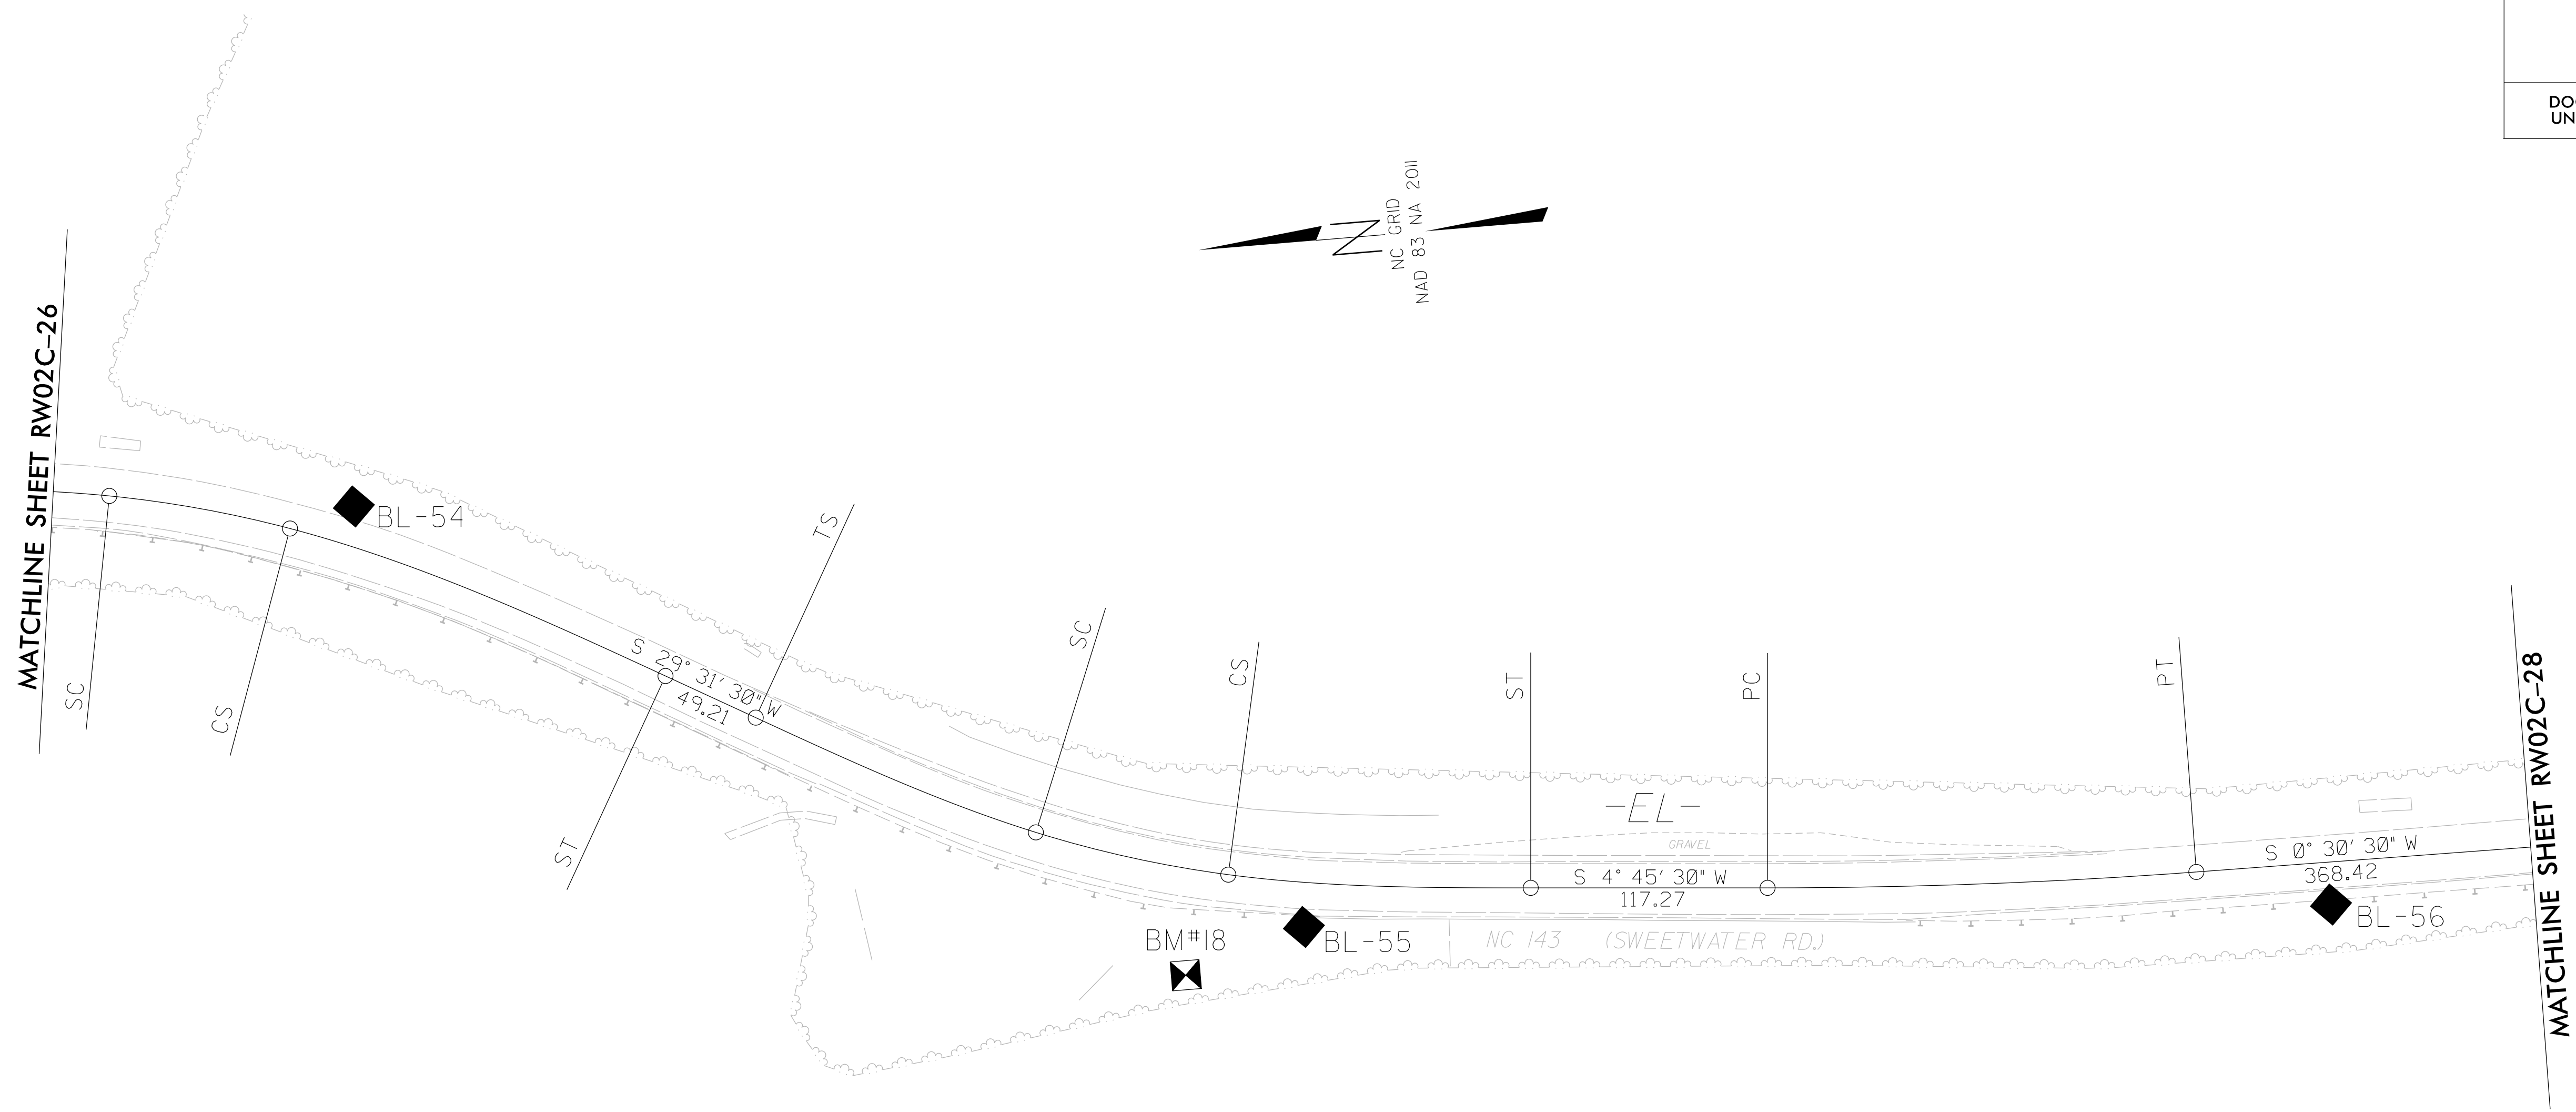 DO
UN
NC GRID
NAD 83 NA 2011
N
MATCHLINE SHEET RW02C-26
BL-54
SC
CS
TS
S 29° 31' 30" W
49.21
ST
SC
CS
ST
PC
PT
-EL-
GRAVEL
S 4° 45' 30" W
117.27
S 0° 30' 30" W
368.42
BM#18
BL-55
NC 143 (SWEETWATER RD.)
BL-56
MATCHLINE SHEET RW02C-28